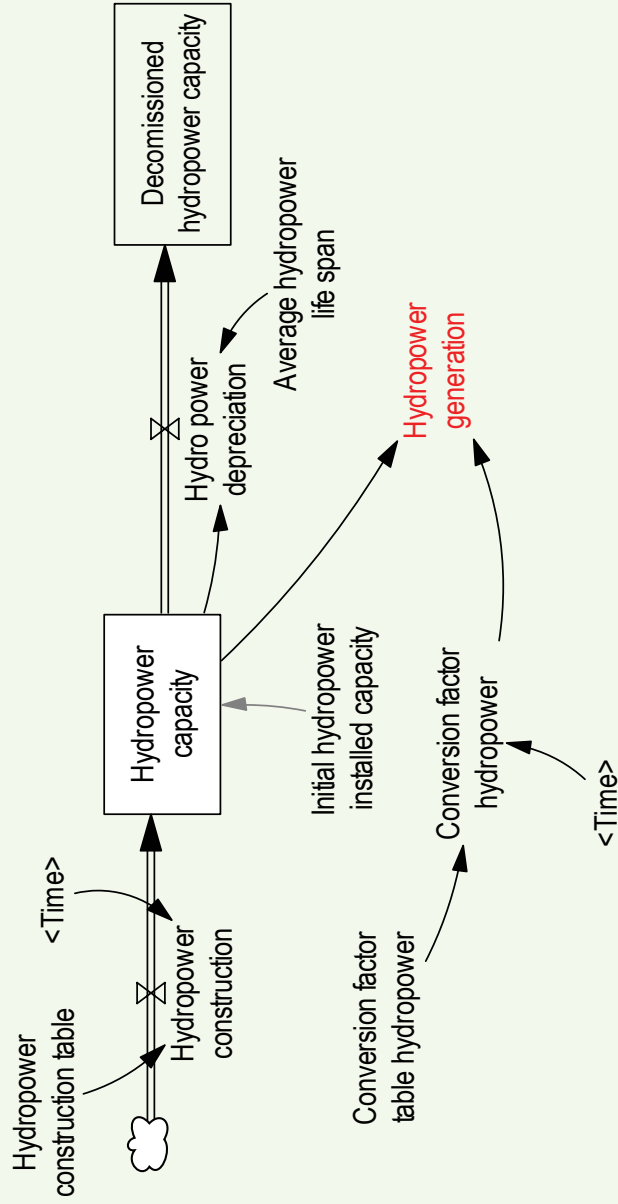 Hydropower
construction table
<Time>
Hydropower
construction
Hydropower
capacity
Hydro power
depreciation
Decomissioned
hydropower capacity
Average hydropower
life span
Initial hydropower
installed capacity
Hydropower
generation
Conversion factor
table hydropower
Conversion factor
hydropower
<Time>